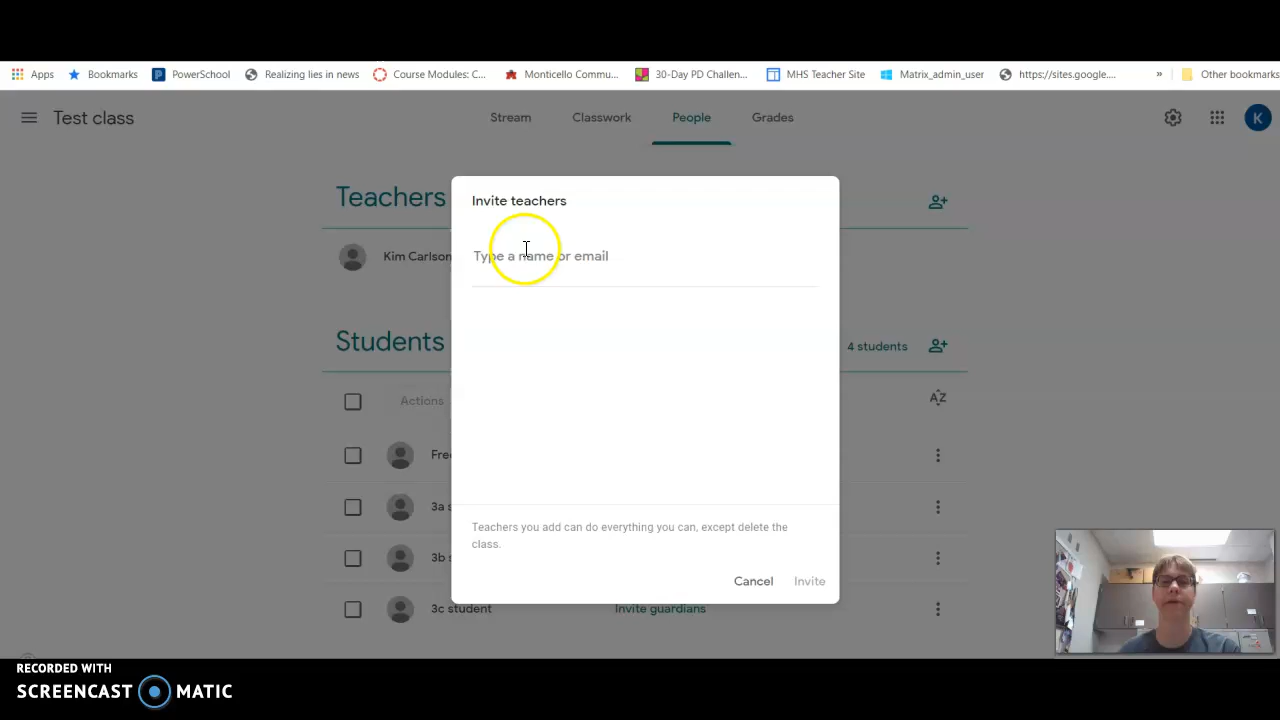 Apps Bookmarks PowerSchool Realizing lies in news Course Modules: C... Monticello Commu... 30-Day PD Challen... MHS Teacher Site Matrix_admin_user https://sites.google.... » Other bookmarks
Test class Stream Classwork People Grades K
Invite teachers
Teachers
Type a name or email
Kim Carlson
Students
4 students
Actions
AZ
Fre
3a s
Teachers you add can do everything you can, except delete the
class.
3b s
Cancel Invite
3c student Invite guardians
RECORDED WITH
SCREENCAST MATIC